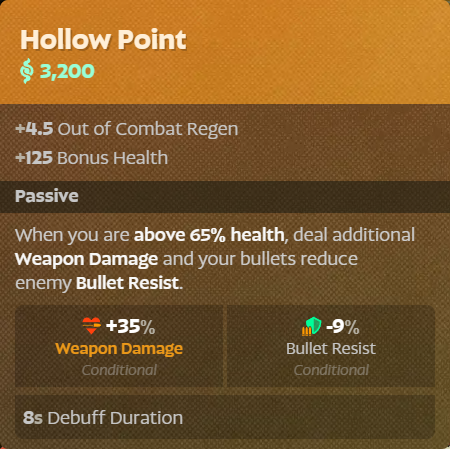 Hollow Point
3,200
+4.5 Out of Combat Regen
+125 Bonus Health
Passive
When you are above 65% health, deal additional
Weapon Damage and your bullets reduce
enemy Bullet Resist.
+35%
Weapon Damage
Conditional
-9%
Bullet Resist
Conditional
8s Debuff Duration